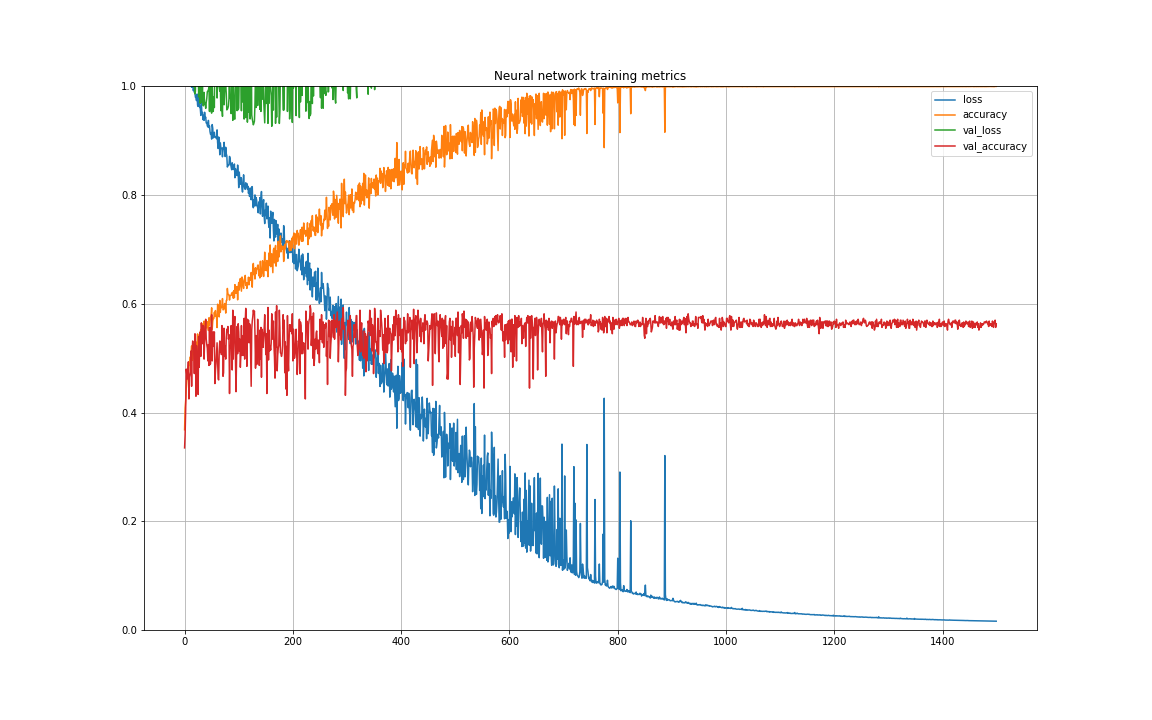 Neural network training metrics
1.0
0.8
0.6
0.4
0.2
0.0
0 200 400 600 800 1000 1200 1400
loss
accuracy
val_loss
val_accuracy